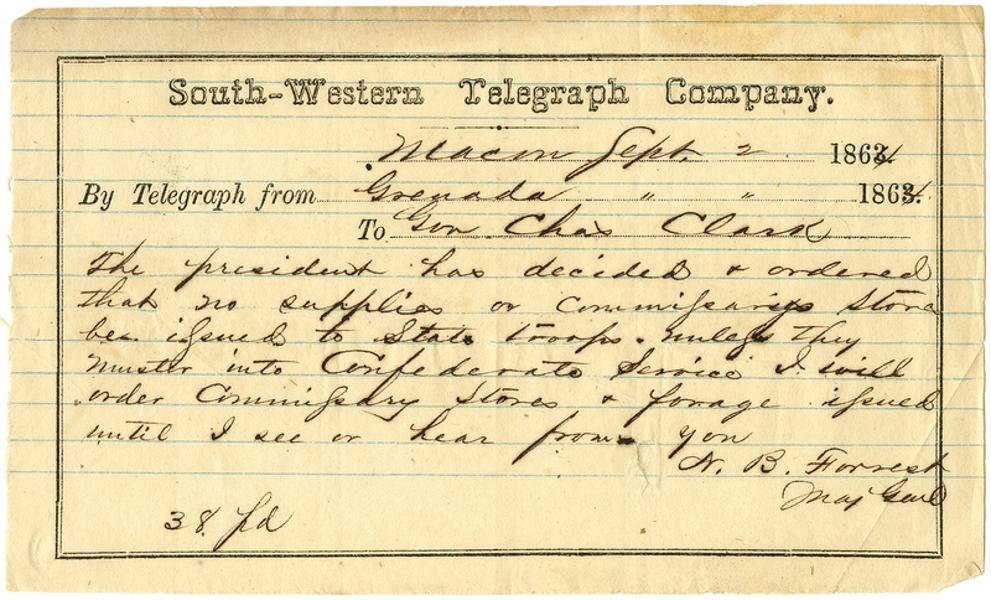 South-Western Telegraph Company.
Macon Sept. 2 1864
By Telegraph from Grenada " " 1864.
To Gov Chas Clark
The president has decided & ordered
that no supplies or commissarys stores
bee issued to State troops. unless they
muster into Confederate Service I will
order Commissary Stores & forage issued
until I see or hear from you
N. B. Forrest
Maj Genl
38 pd